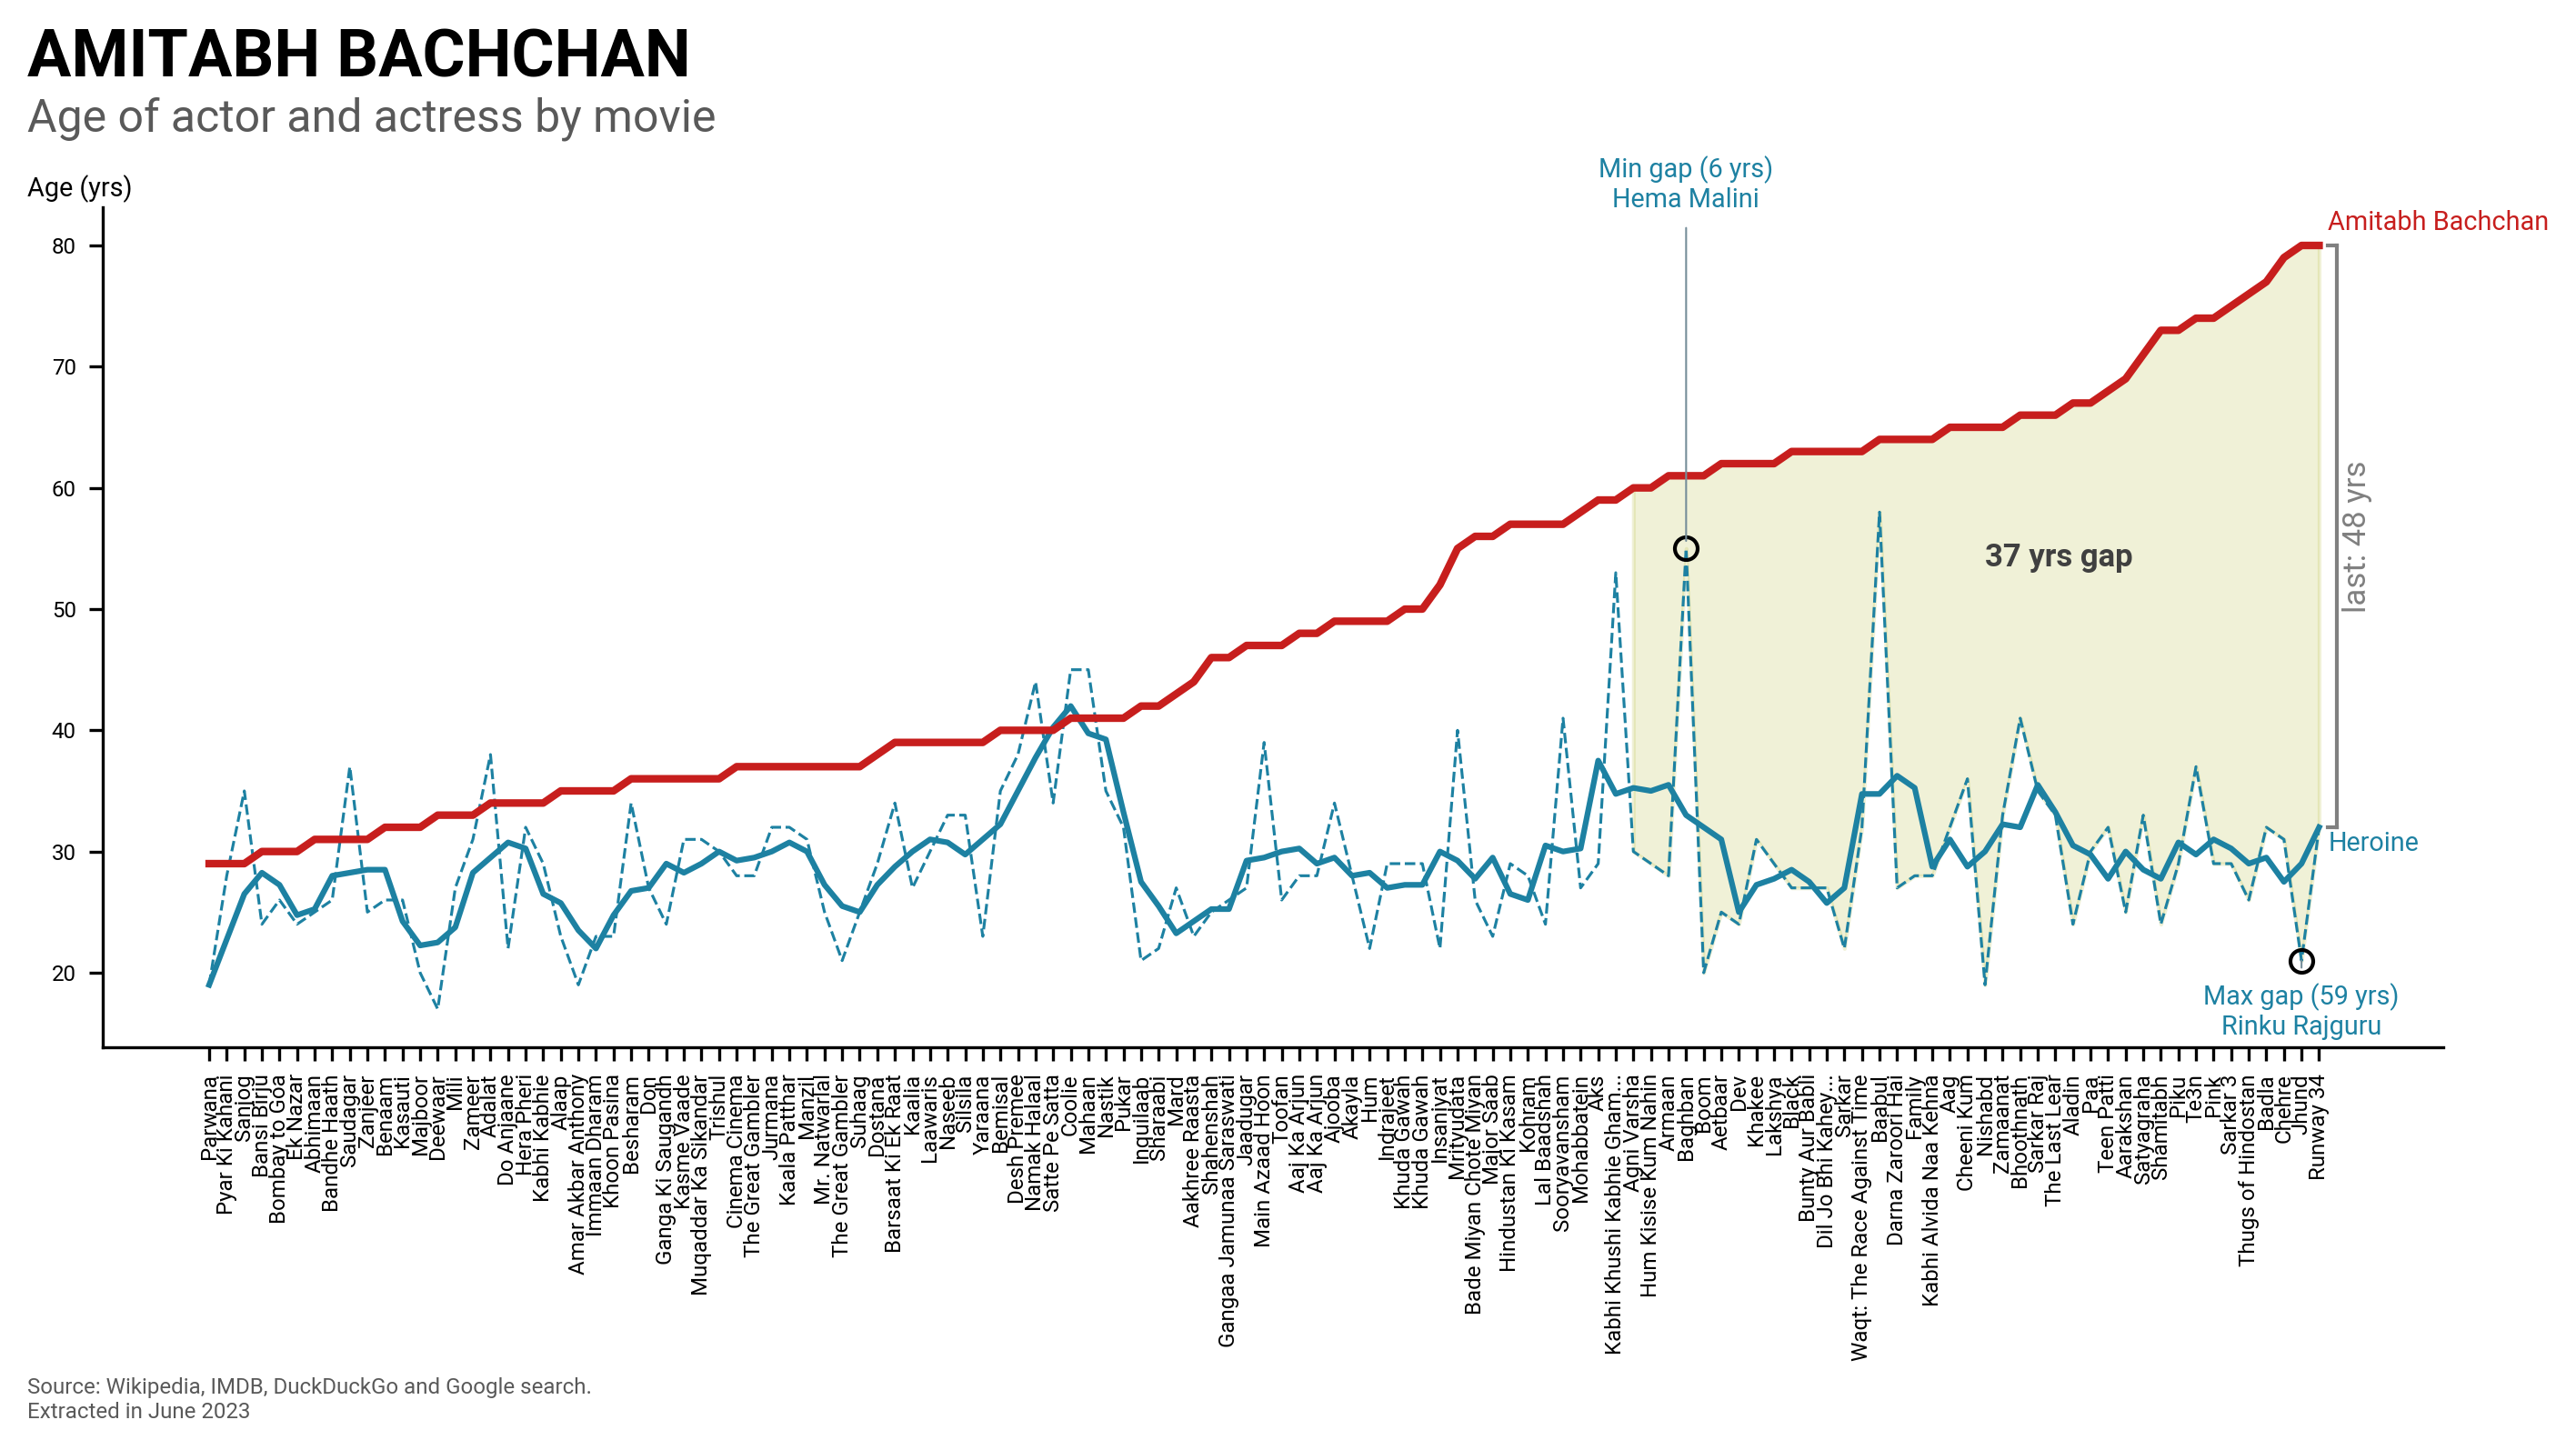 AMITABH BACHCHAN
Age of actor and actress by movie
Age (yrs)
Min gap (6 yrs)
Hema Malini
Amitabh Bachchan
80
70
60
50
40
30
20
37 yrs gap
last: 48 yrs
Heroine
Max gap (59 yrs)
Rinku Rajguru
Parwana
Pyar Ki Kahani
Sanjog
Bansi Birju
Bombay to Goa
Ek Nazar
Abhimaan
Bandhe Haath
Saudagar
Zanjeer
Benaam
Kasauti
Majboor
Deewaar
Mili
Zameer
Adalat
Do Anjaane
Hera Pheri
Kabhi Kabhie
Alaap
Amar Akbar Anthony
Immaan Dharam
Khoon Pasina
Besharam
Don
Ganga Ki Saugandh
Kasme Vaade
Muqaddar Ka Sikandar
Trishul
Cinema Cinema
The Great Gambler
Jurmana
Kaala Patthar
Manzil
Mr. Natwarlal
The Great Gambler
Suhaag
Dostana
Barsaat Ki Ek Raat
Kaalia
Laawaris
Naseeb
Silsila
Yaraana
Bemisal
Desh Premee
Namak Halaal
Satte Pe Satta
Coolie
Mahaan
Nastik
Pukar
Inquilaab
Sharaabi
Mard
Aakhree Raasta
Shahenshah
Gangaa Jamunaa Saraswati
Jaadugar
Main Azaad Hoon
Toofan
Aaj Ka Arjun
Aaj Ka Arjun
Ajooba
Akayla
Hum
Indrajeet
Khuda Gawah
Khuda Gawah
Insaniyat
Mrityudata
Bade Miyan Chote Miyan
Major Saab
Hindustan Ki Kasam
Kohram
Lal Baadshah
Sooryavansham
Mohabbatein
Aks
Kabhi Khushi Kabhie Gham...
Agni Varsha
Hum Kisise Kum Nahin
Armaan
Baghban
Boom
Aetbaar
Dev
Khakee
Lakshya
Black
Bunty Aur Babli
Dil Jo Bhi Kahey...
Sarkar
Waqt: The Race Against Time
Baabul
Darna Zaroori Hai
Family
Kabhi Alvida Naa Kehna
Aag
Cheeni Kum
Nishabd
Zamaanat
Bhoothnath
Sarkar Raj
The Last Lear
Aladin
Paa
Teen Patti
Aarakshan
Satyagraha
Shamitabh
Piku
Te3n
Pink
Sarkar 3
Thugs of Hindostan
Badla
Chehre
Jhund
Runway 34
Source: Wikipedia, IMDB, DuckDuckGo and Google search.
Extracted in June 2023